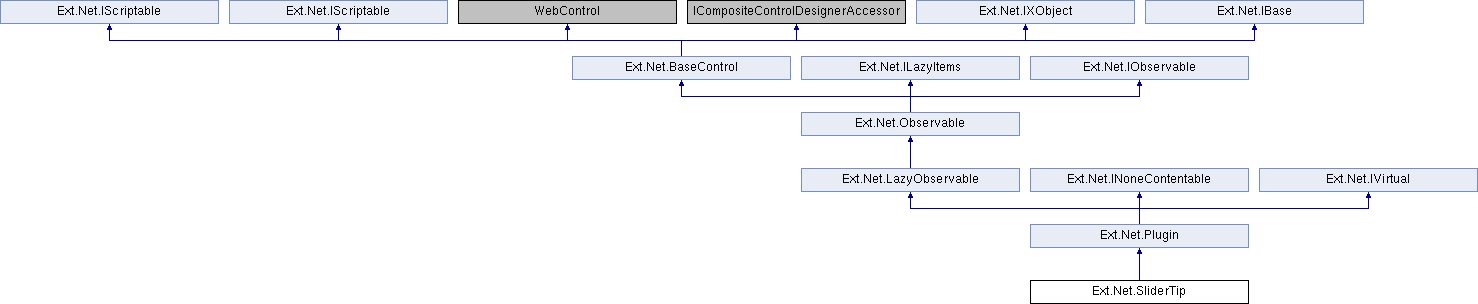 Ext.Net.IScriptable
Ext.Net.IScriptable
WebControl
ICompositeControlDesignerAccessor
Ext.Net.IXObject
Ext.Net.IBase
Ext.Net.BaseControl
Ext.Net.ILazyItems
Ext.Net.IObservable
Ext.Net.Observable
Ext.Net.LazyObservable
Ext.Net.INoneContentable
Ext.Net.IVirtual
Ext.Net.Plugin
Ext.Net.SliderTip